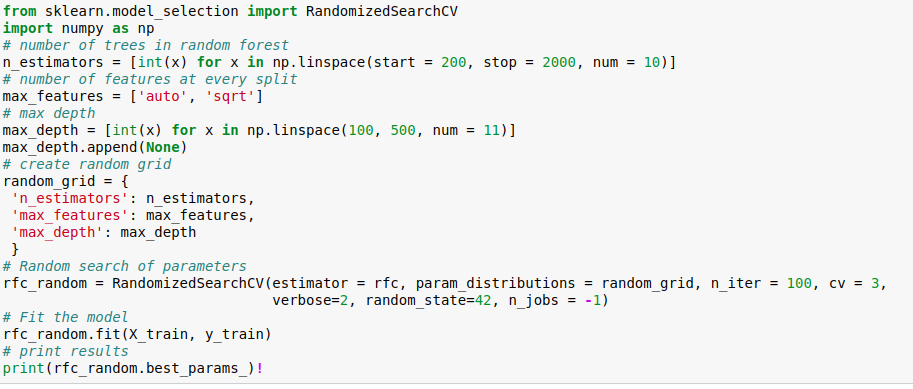 from sklearn.model_selection import RandomizedSearchCV
import numpy as np
# number of trees in random forest
n_estimators = [int(x) for x in np.linspace(start = 200, stop = 2000, num = 10)]
# number of features at every split
max_features = ['auto', 'sqrt']
# max depth
max_depth = [int(x) for x in np.linspace(100, 500, num = 11)]
max_depth.append(None)
# create random grid
random_grid = {
 'n_estimators': n_estimators,
 'max_features': max_features,
 'max_depth': max_depth
 }
# Random search of parameters
rfc_random = RandomizedSearchCV(estimator = rfc, param_distributions = random_grid, n_iter = 100, cv = 3,
                                verbose=2, random_state=42, n_jobs = -1)
# Fit the model
rfc_random.fit(X_train, y_train)
# print results
print(rfc_random.best_params_)!